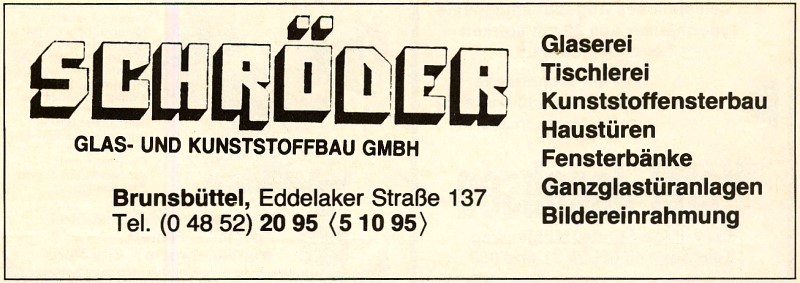 SCHRÖDER
GLAS- UND KUNSTSTOFFBAU GMBH
Brunsbüttel, Eddelaker Straße 137
Tel. (0 48 52) 20 95 ⟨5 10 95⟩
Glaserei
Tischlerei
Kunststoffensterbau
Haustüren
Fensterbänke
Ganzglastüranlagen
Bildereinrahmung